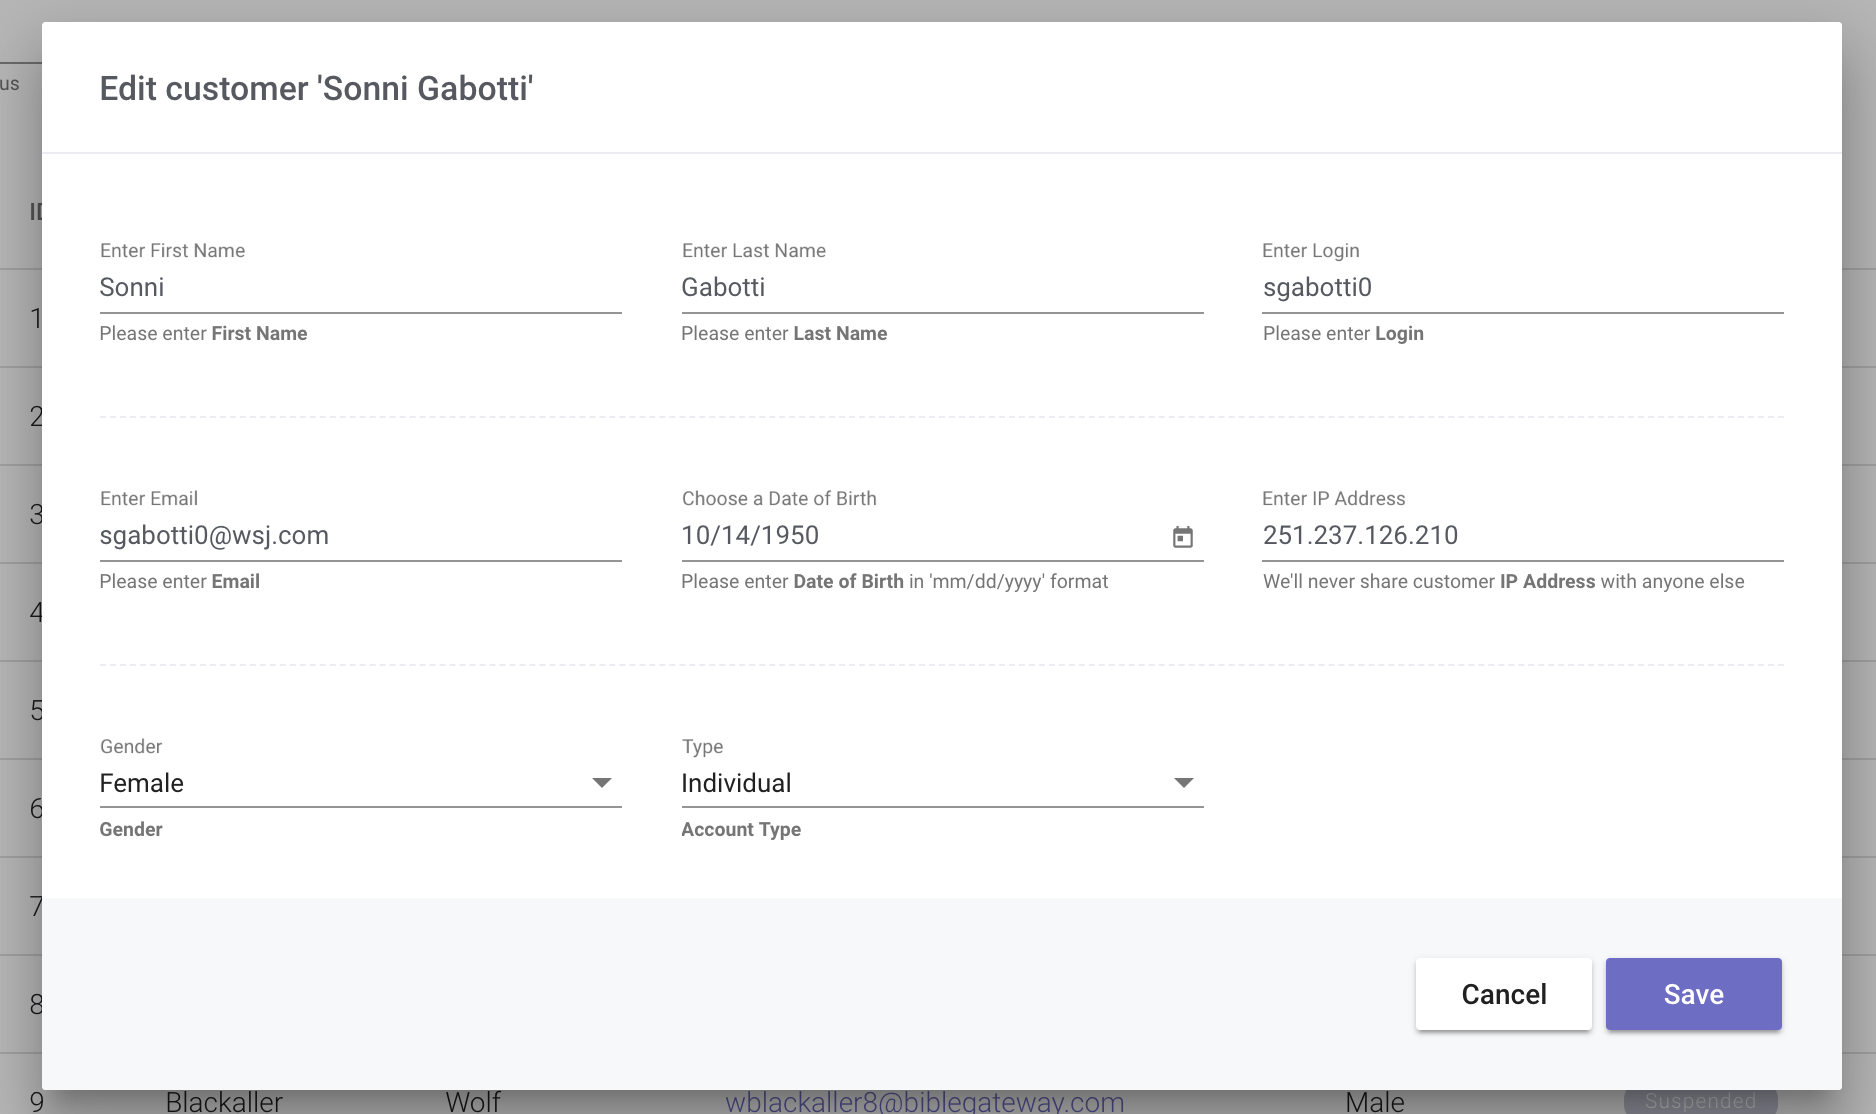 us
Edit customer 'Sonni Gabotti'
ID
Enter First Name
Enter Last Name
Enter Login
Sonni
Gabotti
sgabotti0
1
Please enter First Name
Please enter Last Name
Please enter Login
2
Enter Email
Choose a Date of Birth
Enter IP Address
3
sgabotti0@wsj.com
10/14/1950
251.237.126.210
Please enter Email
Please enter Date of Birth in 'mm/dd/yyyy' format
We'll never share customer IP Address with anyone else
4
5
Gender
Type
Female
Individual
6
Gender
Account Type
7
8
Cancel
Save
9
Blackaller
Wolf
wblackaller8@biblegateway.com
Male
Suspended